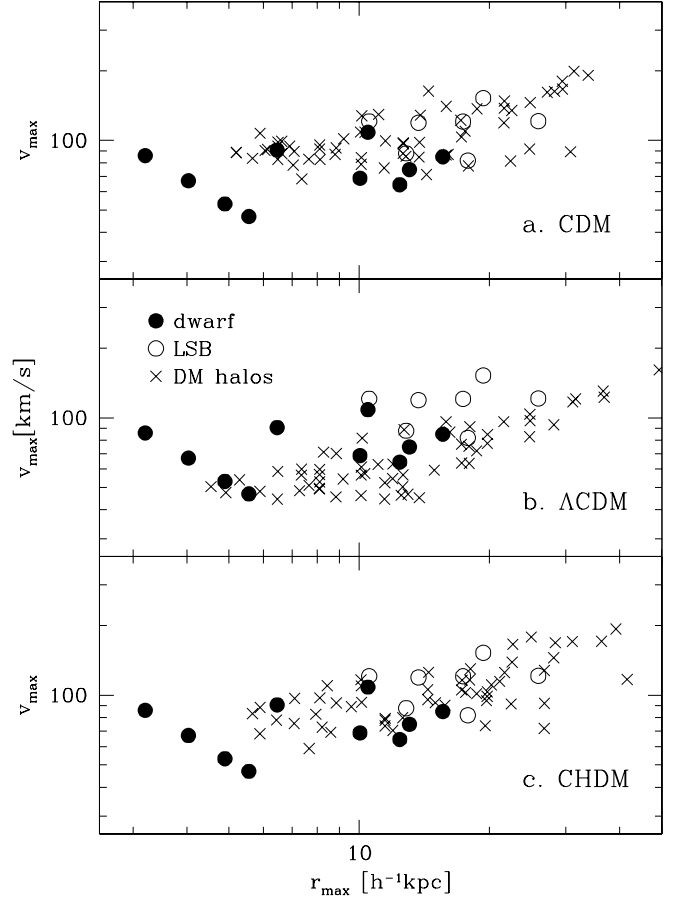 v_max
100
a. CDM
dwarf
LSB
DM halos
v_max[km/s]
100
b. ΛCDM
v_max
100
c. CHDM
10
r_max [h⁻¹kpc]